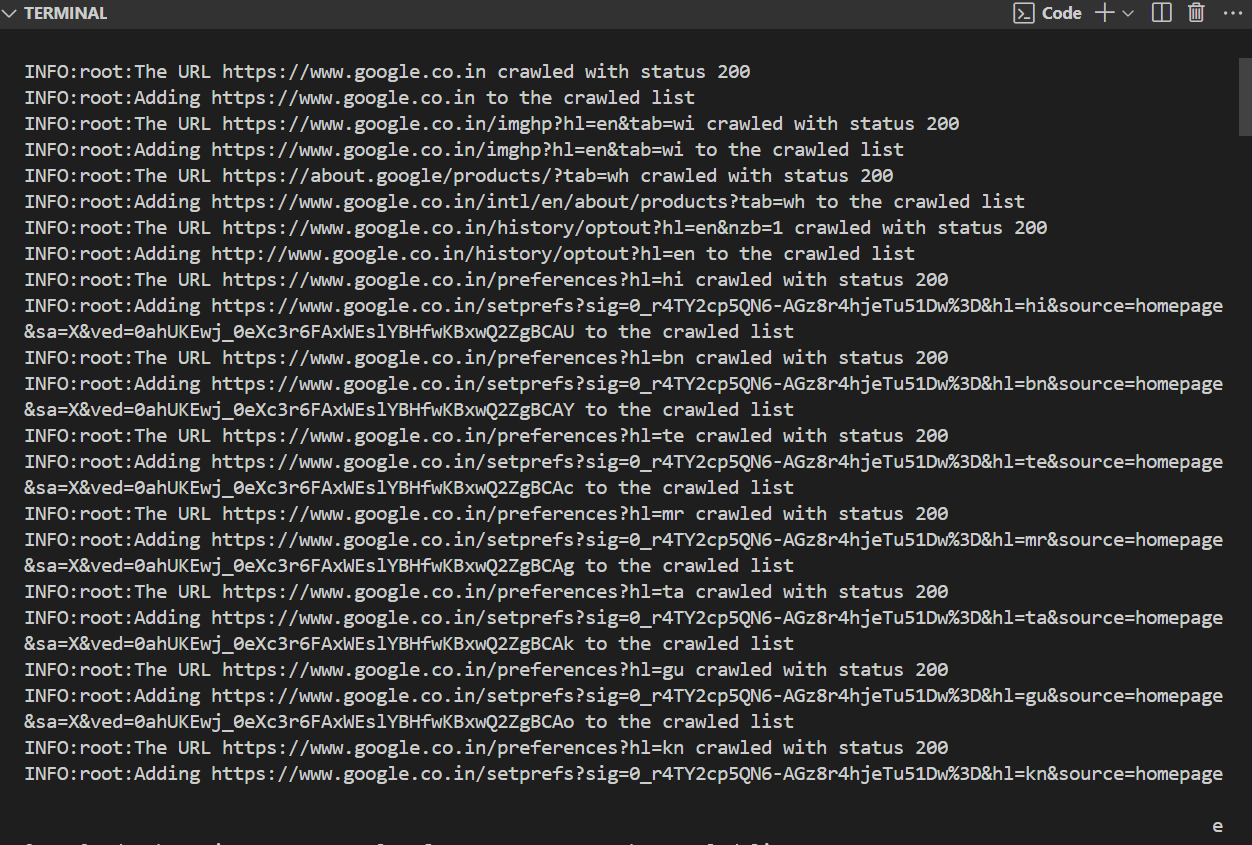 TERMINAL
Code
INFO:root:The URL https://www.google.co.in crawled with status 200
INFO:root:Adding https://www.google.co.in to the crawled list
INFO:root:The URL https://www.google.co.in/imghp?hl=en&tab=wi crawled with status 200
INFO:root:Adding https://www.google.co.in/imghp?hl=en&tab=wi to the crawled list
INFO:root:The URL https://about.google/products/?tab=wh crawled with status 200
INFO:root:Adding https://www.google.co.in/intl/en/about/products?tab=wh to the crawled list
INFO:root:The URL https://www.google.co.in/history/optout?hl=en&nzb=1 crawled with status 200
INFO:root:Adding http://www.google.co.in/history/optout?hl=en to the crawled list
INFO:root:The URL https://www.google.co.in/preferences?hl=hi crawled with status 200
INFO:root:Adding https://www.google.co.in/setprefs?sig=0_r4TY2cp5QN6-AGz8r4hjeTu51Dw%3D&hl=hi&source=homepage
&sa=X&ved=0ahUKEwj_0eXc3r6FAxWEslYBHfwKBxwQ2ZgBCAU to the crawled list
INFO:root:The URL https://www.google.co.in/preferences?hl=bn crawled with status 200
INFO:root:Adding https://www.google.co.in/setprefs?sig=0_r4TY2cp5QN6-AGz8r4hjeTu51Dw%3D&hl=bn&source=homepage
&sa=X&ved=0ahUKEwj_0eXc3r6FAxWEslYBHfwKBxwQ2ZgBCAY to the crawled list
INFO:root:The URL https://www.google.co.in/preferences?hl=te crawled with status 200
INFO:root:Adding https://www.google.co.in/setprefs?sig=0_r4TY2cp5QN6-AGz8r4hjeTu51Dw%3D&hl=te&source=homepage
&sa=X&ved=0ahUKEwj_0eXc3r6FAxWEslYBHfwKBxwQ2ZgBCAc to the crawled list
INFO:root:The URL https://www.google.co.in/preferences?hl=mr crawled with status 200
INFO:root:Adding https://www.google.co.in/setprefs?sig=0_r4TY2cp5QN6-AGz8r4hjeTu51Dw%3D&hl=mr&source=homepage
&sa=X&ved=0ahUKEwj_0eXc3r6FAxWEslYBHfwKBxwQ2ZgBCAg to the crawled list
INFO:root:The URL https://www.google.co.in/preferences?hl=ta crawled with status 200
INFO:root:Adding https://www.google.co.in/setprefs?sig=0_r4TY2cp5QN6-AGz8r4hjeTu51Dw%3D&hl=ta&source=homepage
&sa=X&ved=0ahUKEwj_0eXc3r6FAxWEslYBHfwKBxwQ2ZgBCAk to the crawled list
INFO:root:The URL https://www.google.co.in/preferences?hl=gu crawled with status 200
INFO:root:Adding https://www.google.co.in/setprefs?sig=0_r4TY2cp5QN6-AGz8r4hjeTu51Dw%3D&hl=gu&source=homepage
&sa=X&ved=0ahUKEwj_0eXc3r6FAxWEslYBHfwKBxwQ2ZgBCAo to the crawled list
INFO:root:The URL https://www.google.co.in/preferences?hl=kn crawled with status 200
INFO:root:Adding https://www.google.co.in/setprefs?sig=0_r4TY2cp5QN6-AGz8r4hjeTu51Dw%3D&hl=kn&source=homepage
e